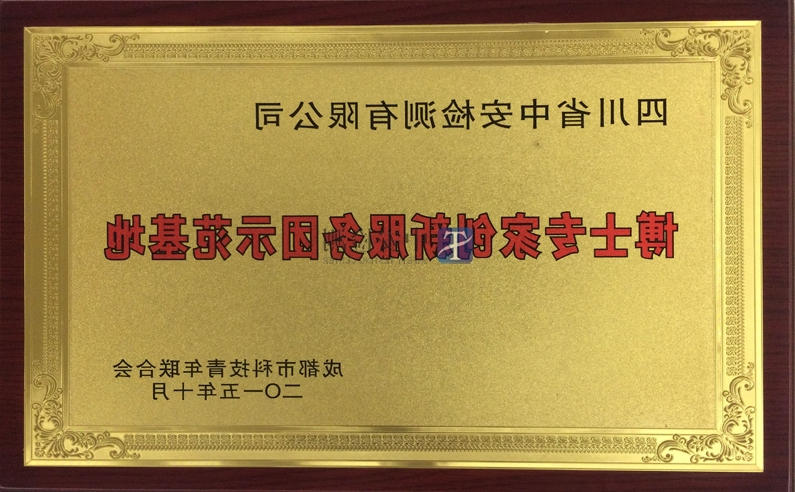 四川省中安检测有限公司
博士专家创新服务团示范基地
成都市科技青年联合会
二〇一五年十月